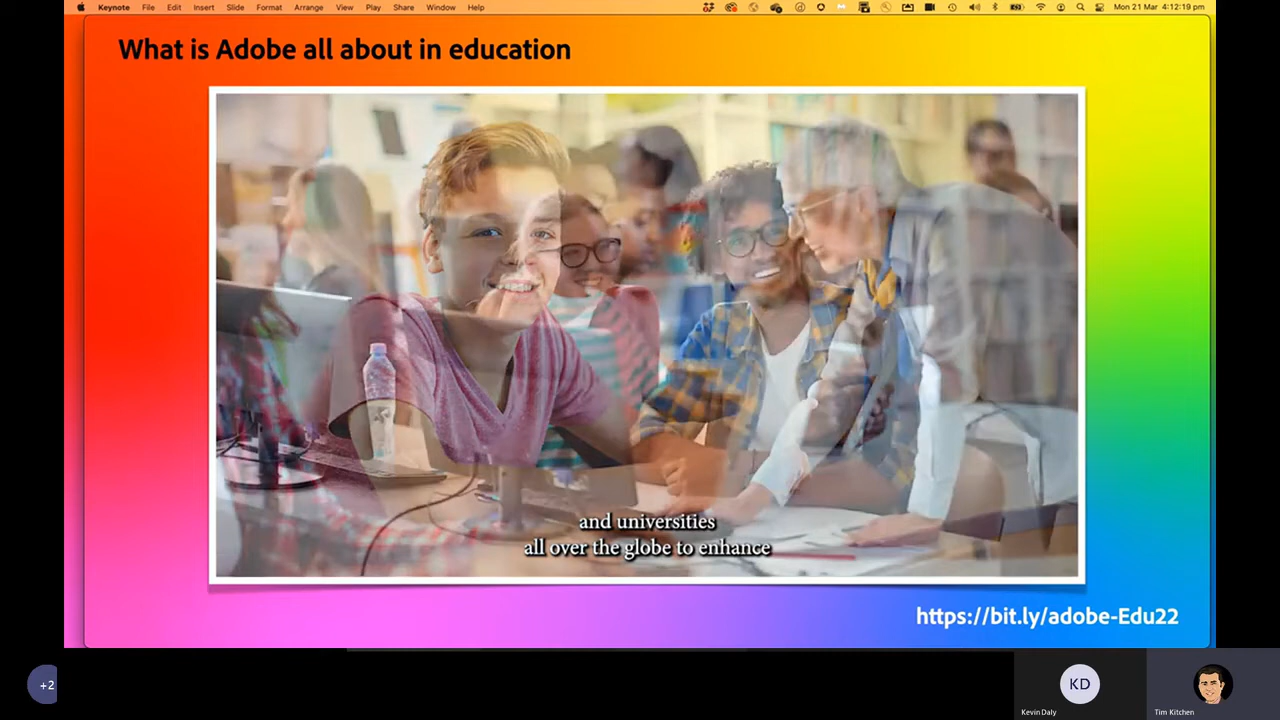 Keynote File Edit Insert Slide Format Arrange View Play Share Window Help Mon 21 Mar 4:12:19 pm
What is Adobe all about in education
and universities
all over the globe to enhance
https://bit.ly/adobe-Edu22
+2
KD
Kevin Daly
Tim Kitchen